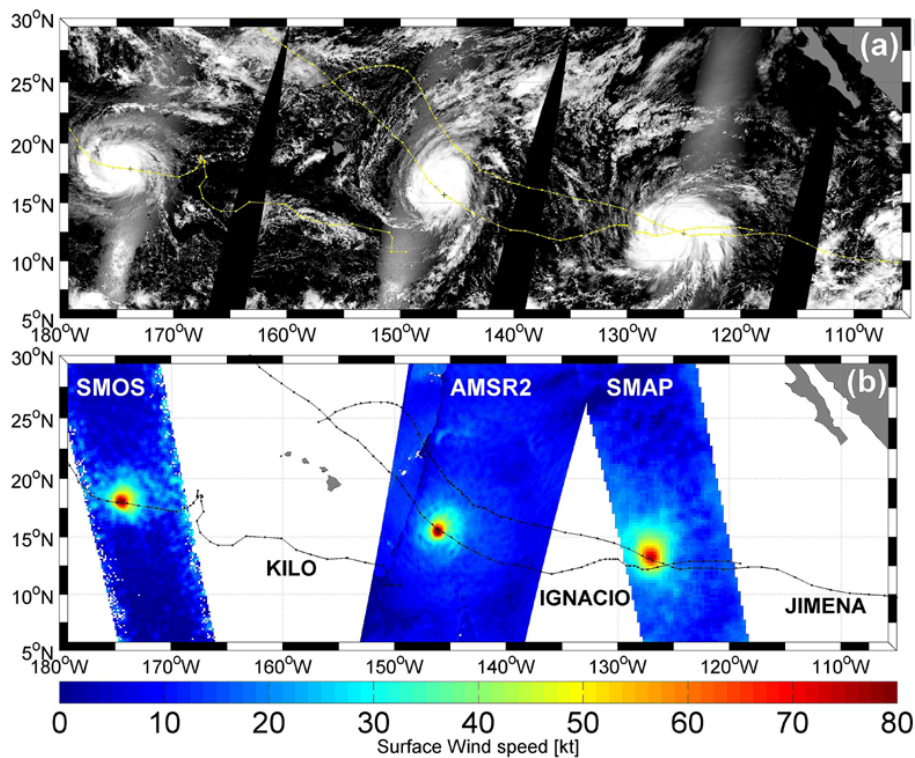 30°N
(a)
25°N
20°N
15°N
10°N
5°N
180°W 170°W 160°W 150°W 140°W 130°W 120°W 110°W
30°N
SMOS AMSR2 SMAP (b)
25°N
20°N
15°N
KILO IGNACIO JIMENA
10°N
5°N
180°W 170°W 160°W 150°W 140°W 130°W 120°W 110°W
0 10 20 30 40 50 60 70 80
Surface Wind speed [kt]